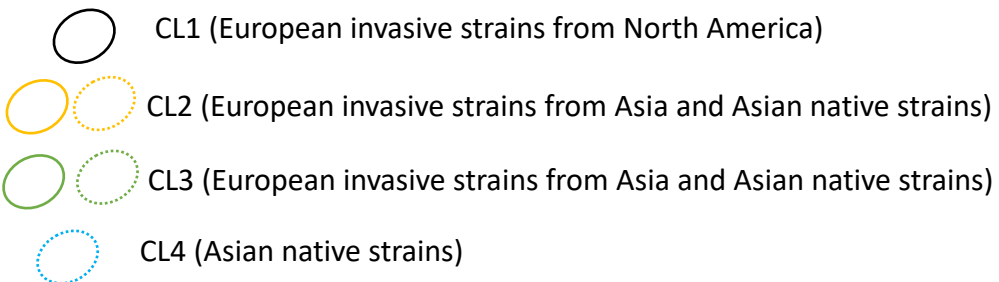 CL1 (European invasive strains from North America)
CL2 (European invasive strains from Asia and Asian native strains)
CL3 (European invasive strains from Asia and Asian native strains)
CL4 (Asian native strains)